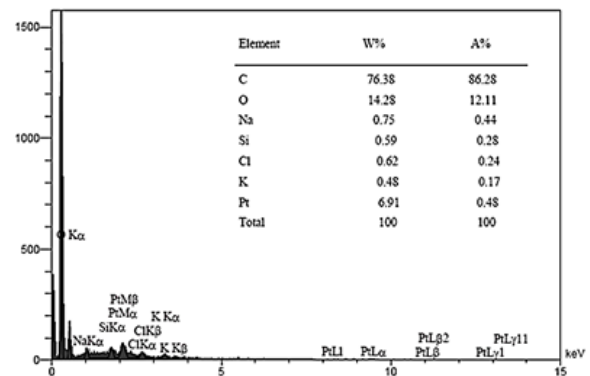 1500
1000
500
0
Element W% A%
C 76.38 86.28
O 14.28 12.11
Na 0.75 0.44
Si 0.59 0.28
Cl 0.62 0.24
K 0.48 0.17
Pt 6.91 0.48
Total 100 100
Kα
PtMβ
PtMα K Kα
SiKα ClKβ
NaKα ClKα K Kβ
PtLβ2 PtLγ11
PtL1 PtLα PtLβ PtLγ1
0 5 10 15 keV